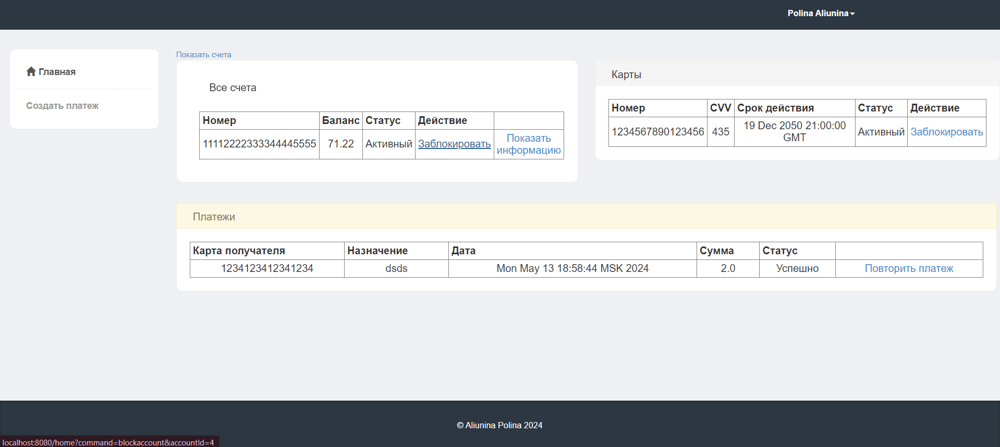 Polina Aliunina
Главная
Создать платеж
Показать счета
Все счета
Номер Баланс Статус Действие
11112222333344445555 71.22 Активный Заблокировать Показать информацию
Карты
Номер CVV Срок действия Статус Действие
1234567890123456 435 19 Dec 2050 21:00:00 GMT Активный Заблокировать
Платежи
Карта получателя Назначение Дата Сумма Статус
1234123412341234 dsds Mon May 13 18:58:44 MSK 2024 2.0 Успешно Повторить платеж
© Aliunina Polina 2024
localhost:8080/home?command=blockaccount&accountId=4